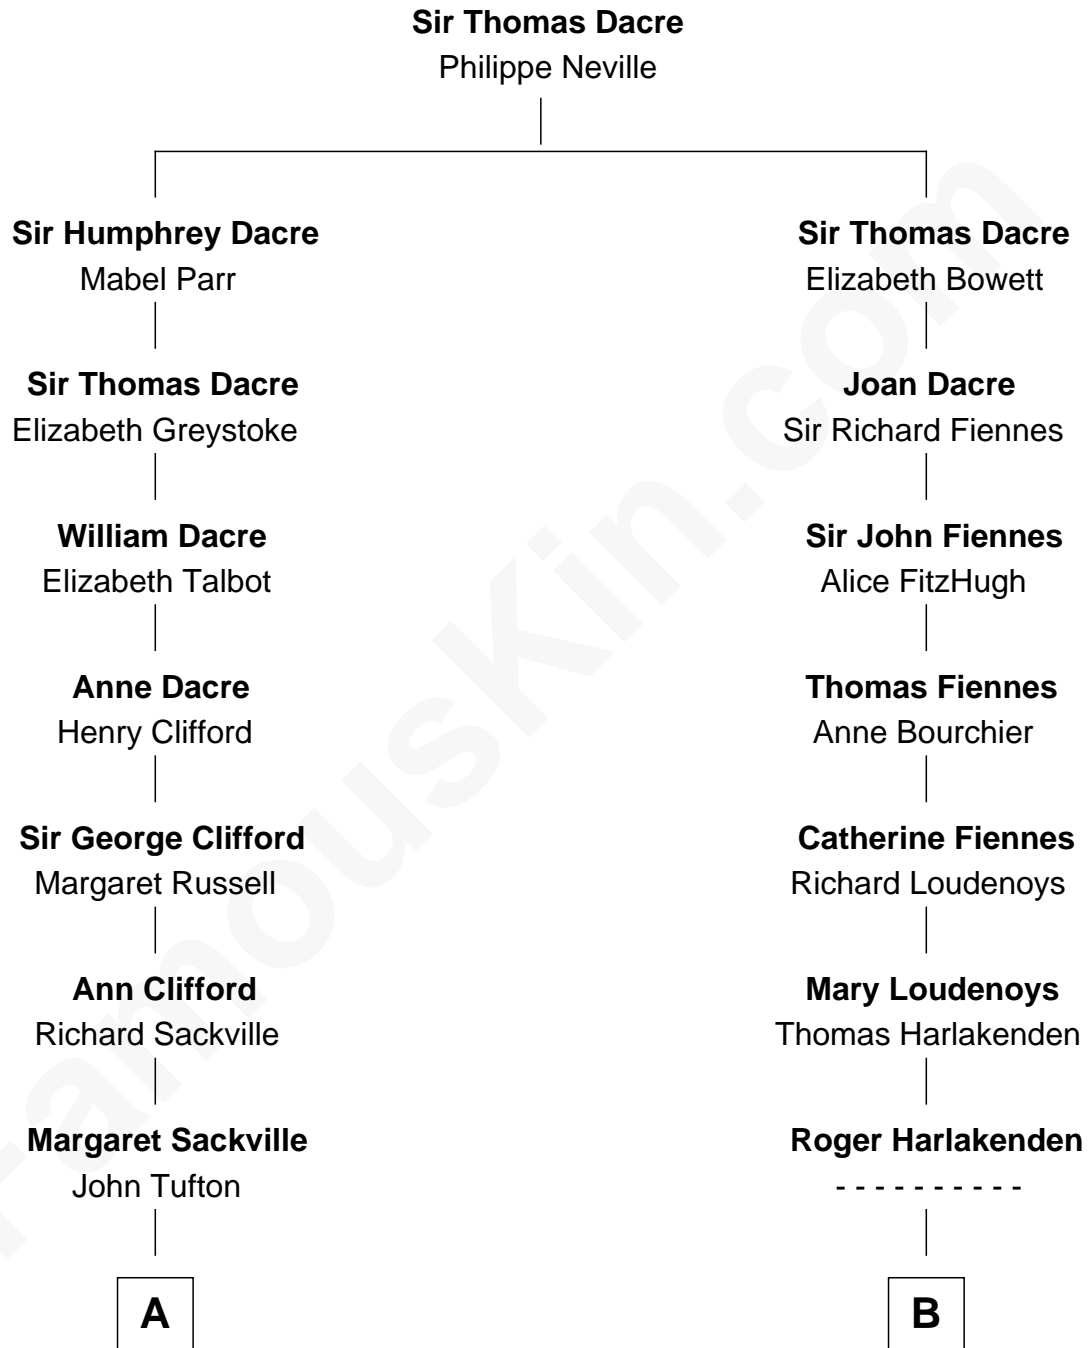 Sir Thomas Dacre
Philippe Neville
Sir Humphrey Dacre
Mabel Parr
Sir Thomas Dacre
Elizabeth Greystoke
William Dacre
Elizabeth Talbot
Anne Dacre
Henry Clifford
Sir George Clifford
Margaret Russell
Ann Clifford
Richard Sackville
Margaret Sackville
John Tufton
A
Sir Thomas Dacre
Elizabeth Bowett
Joan Dacre
Sir Richard Fiennes
Sir John Fiennes
Alice FitzHugh
Thomas Fiennes
Anne Bourchier
Catherine Fiennes
Richard Loudenoys
Mary Loudenoys
Thomas Harlakenden
Roger Harlakenden
- - - - - - - - - -
B
FamousKin.com